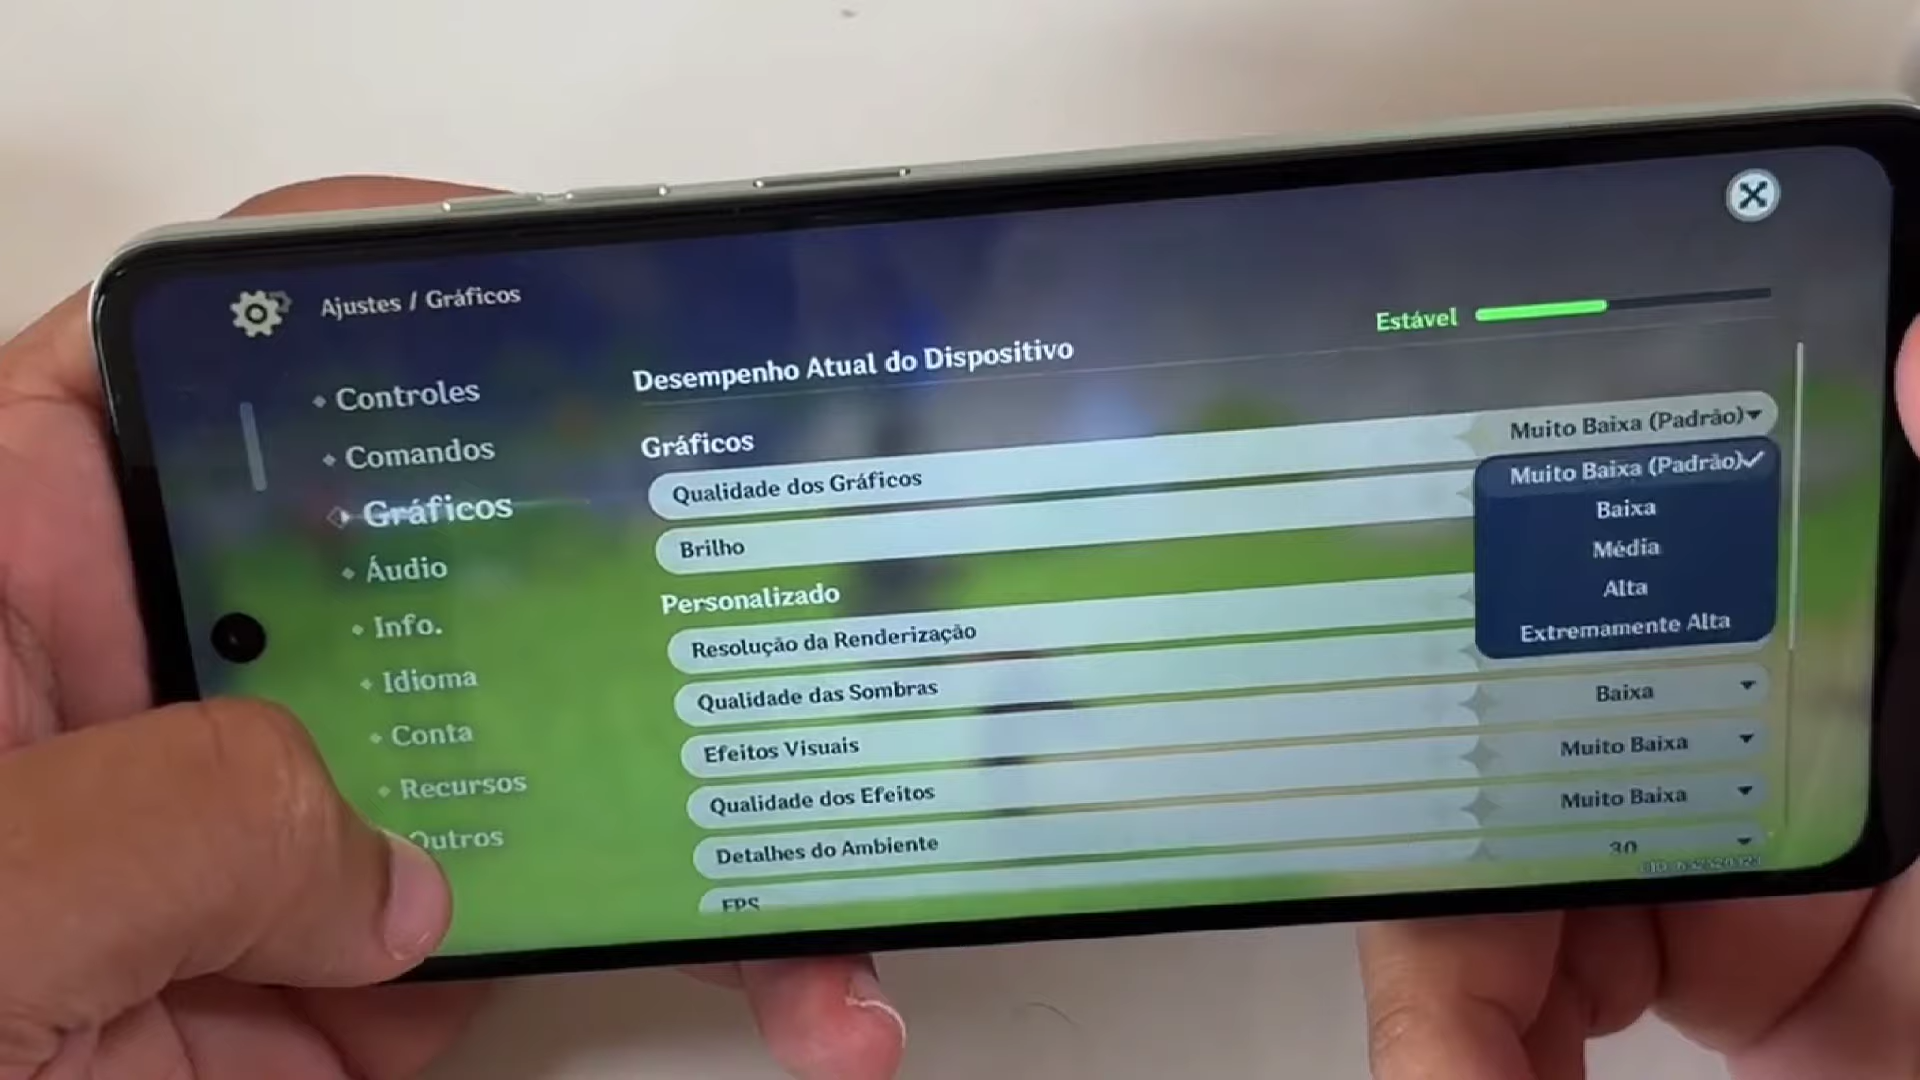 Ajustes / Gráficos
Estável
Desempenho Atual do Dispositivo
Controles
Comandos
Gráficos
Áudio
Info.
Idioma
Conta
Recursos
Outros
Gráficos
Qualidade dos Gráficos
Muito Baixa (Padrão)
Muito Baixa (Padrão)
Baixa
Média
Alta
Extremamente Alta
Brilho
Personalizado
Resolução da Renderização
Qualidade das Sombras
Baixa
Efeitos Visuais
Muito Baixa
Qualidade dos Efeitos
Muito Baixa
Detalhes do Ambiente
30
FPS